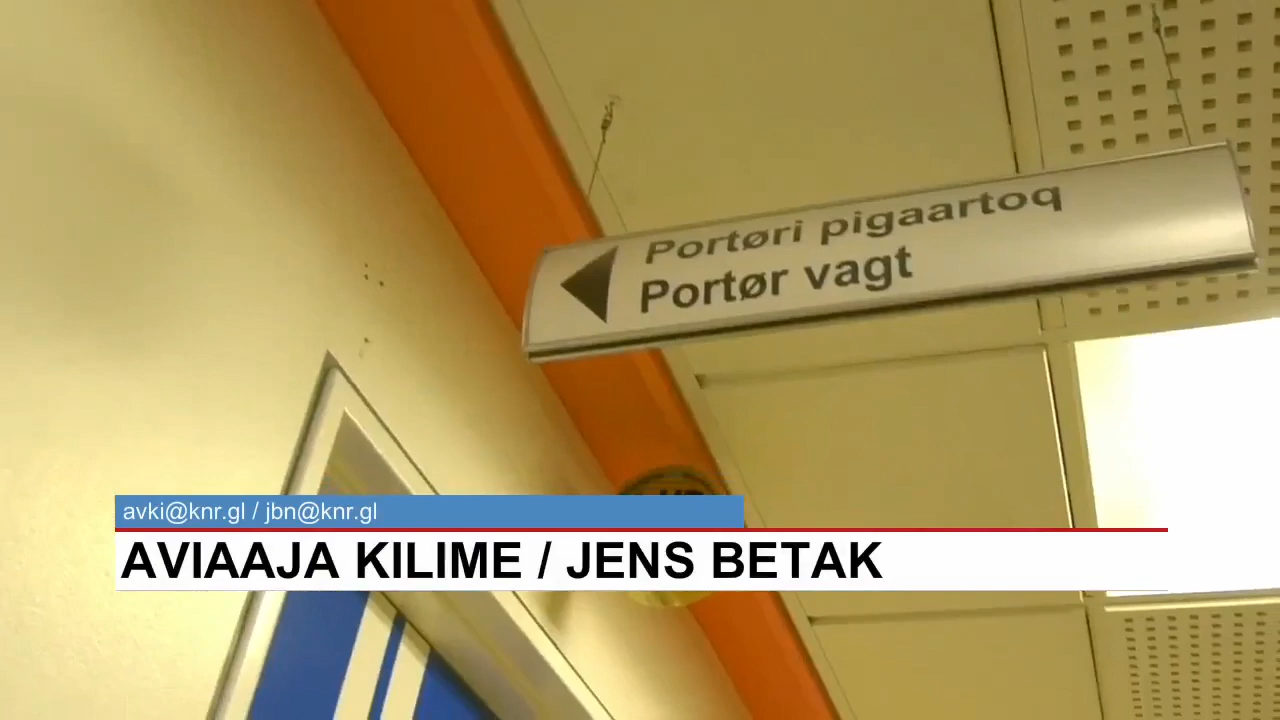 Portøri pigaartoq
Portør vagt
avki@knr.gl / jbn@knr.gl
AVIAAJA KILIME / JENS BETAK